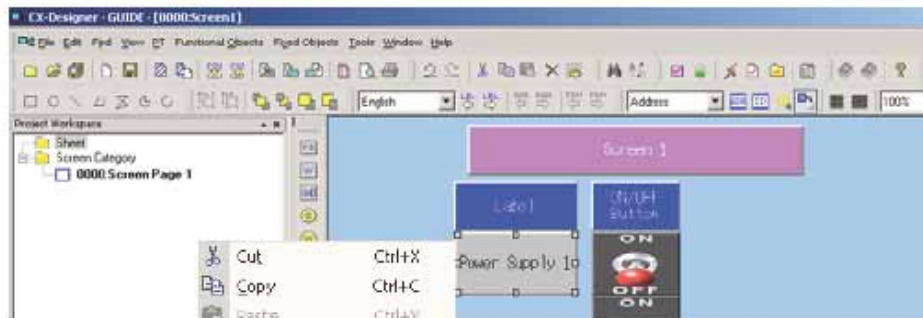 CX-Designer - GUIDE - [0000:Screen1]
File Edit Find View PT Functional Objects Fixed Objects Tools Window Help
English
Address
100%
Project Workspace
Sheet
Screen Category
0000:Screen Page 1
Screen 1
Label
ON/OFF
Button
ON
Power Supply 1
OFF
ON
Cut Ctrl+X
Copy Ctrl+C
Paste Ctrl+V